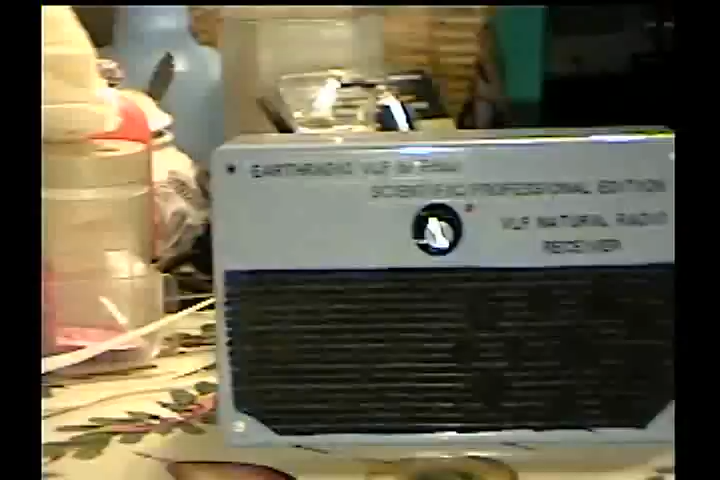 EARTHRADIO VLF
SCIENTIFIC PROFESSIONAL EDITION
VLF NATURAL RADIO
RECEIVER